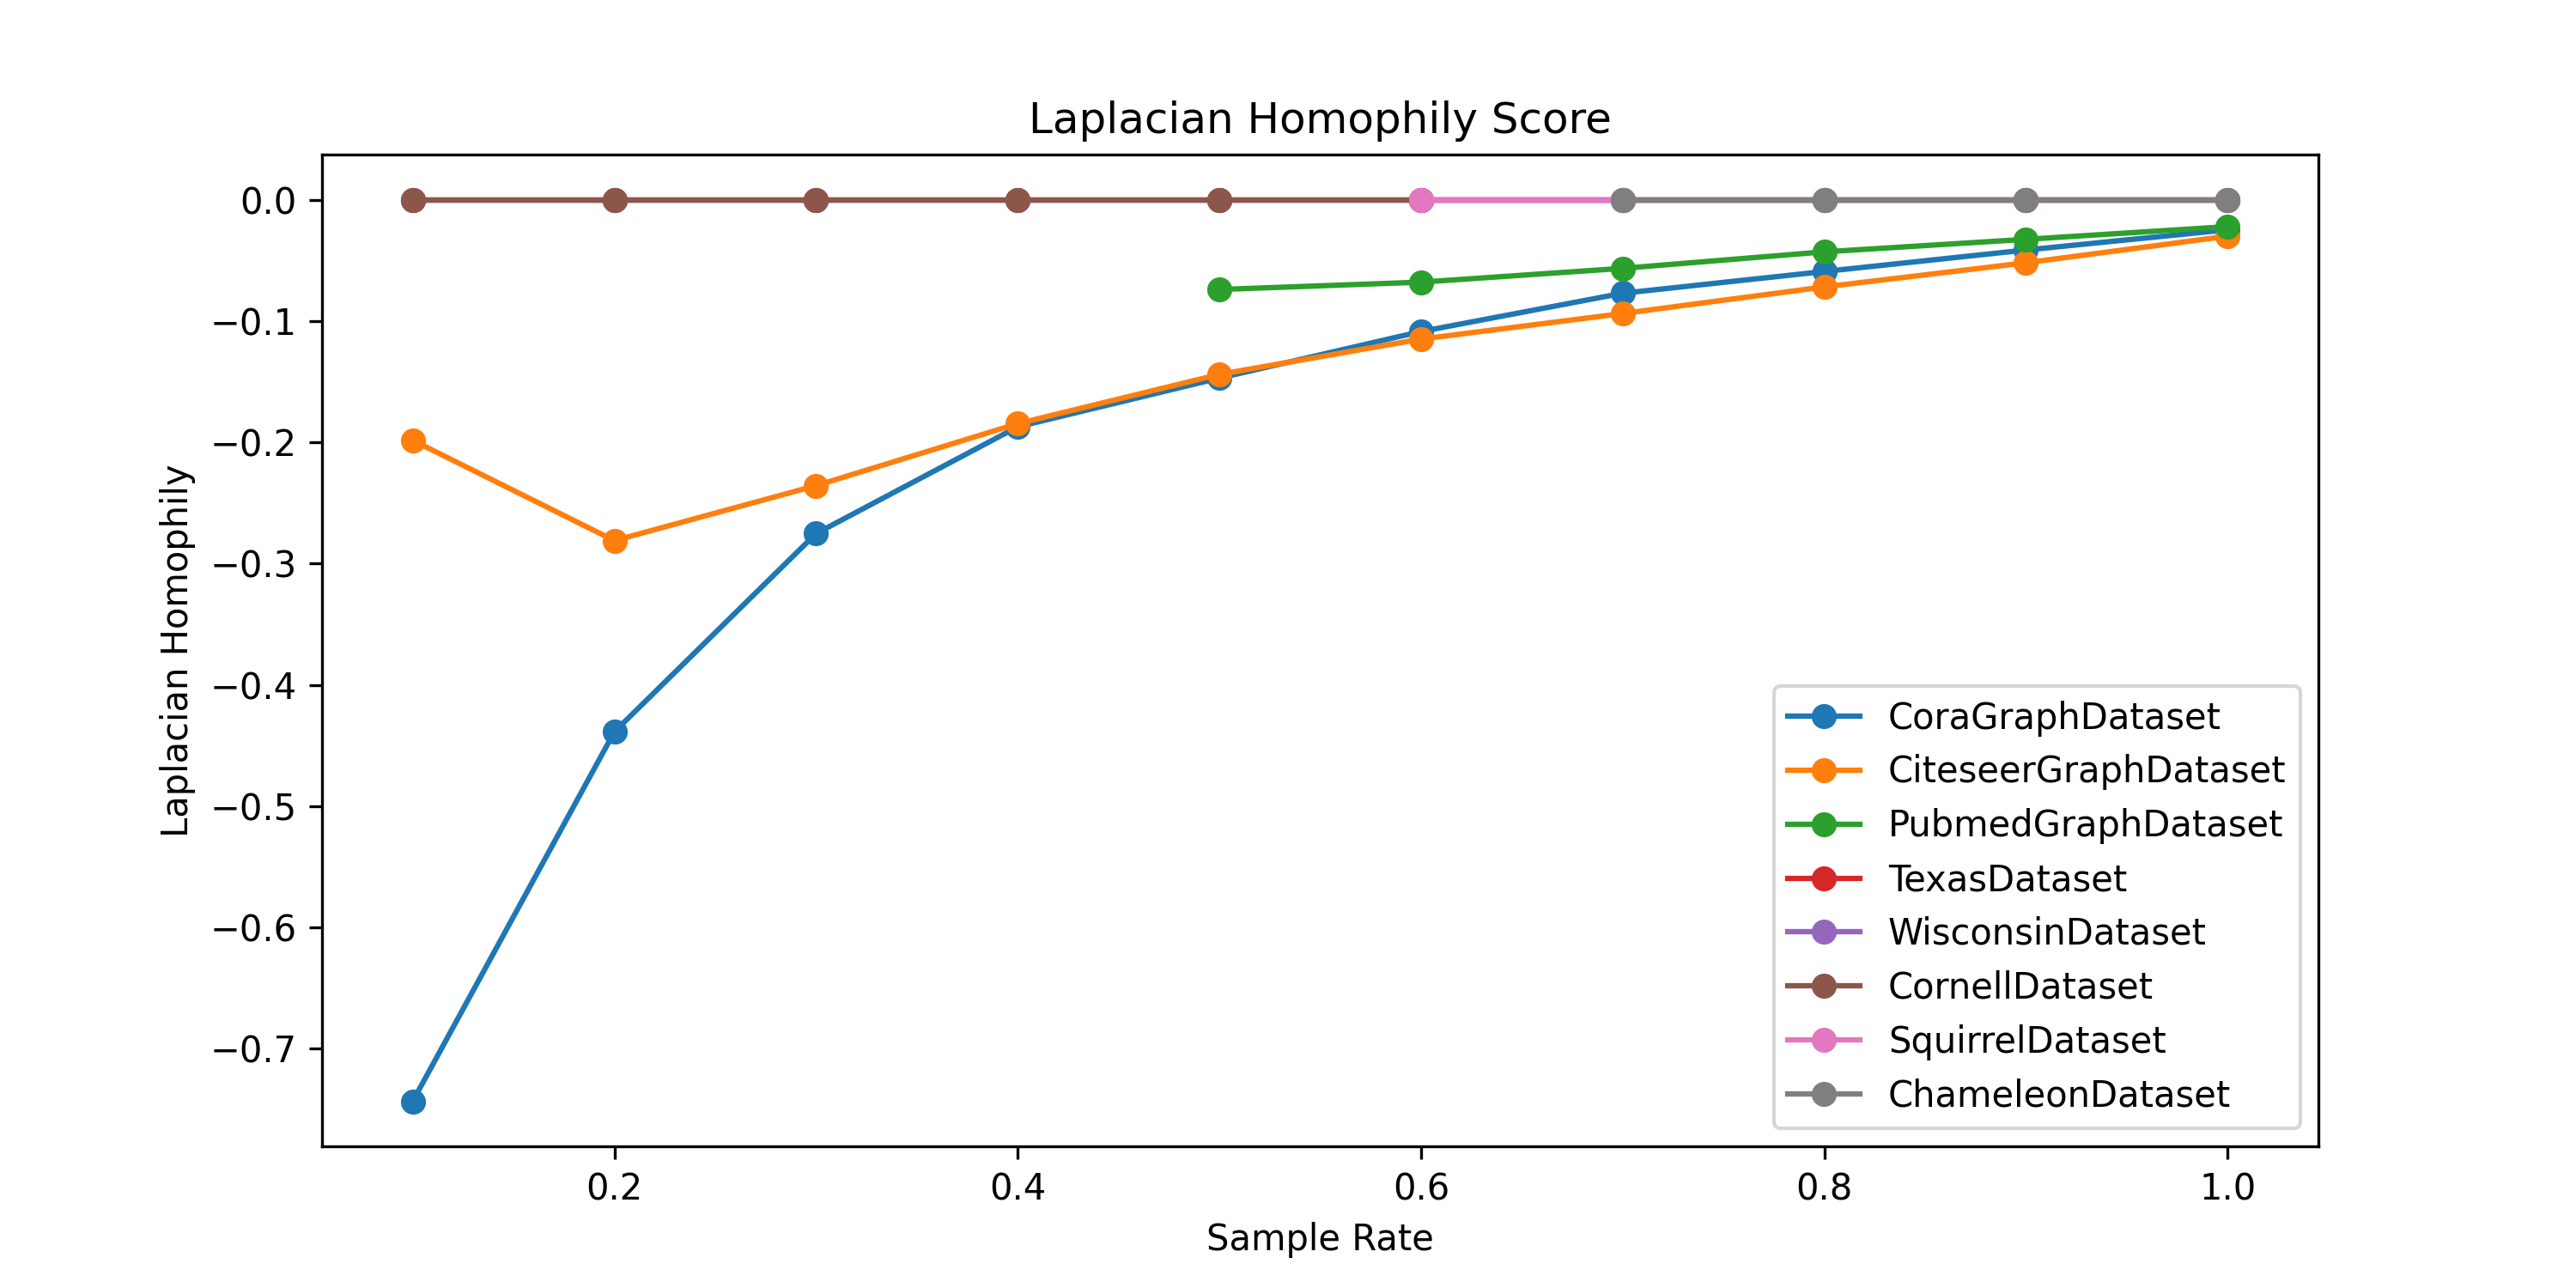 Laplacian Homophily Score
Laplacian Homophily
0.0
−0.1
−0.2
−0.3
−0.4
−0.5
−0.6
−0.7
CoraGraphDataset
CiteseerGraphDataset
PubmedGraphDataset
TexasDataset
WisconsinDataset
CornellDataset
SquirrelDataset
ChameleonDataset
0.2 0.4 0.6 0.8 1.0
Sample Rate